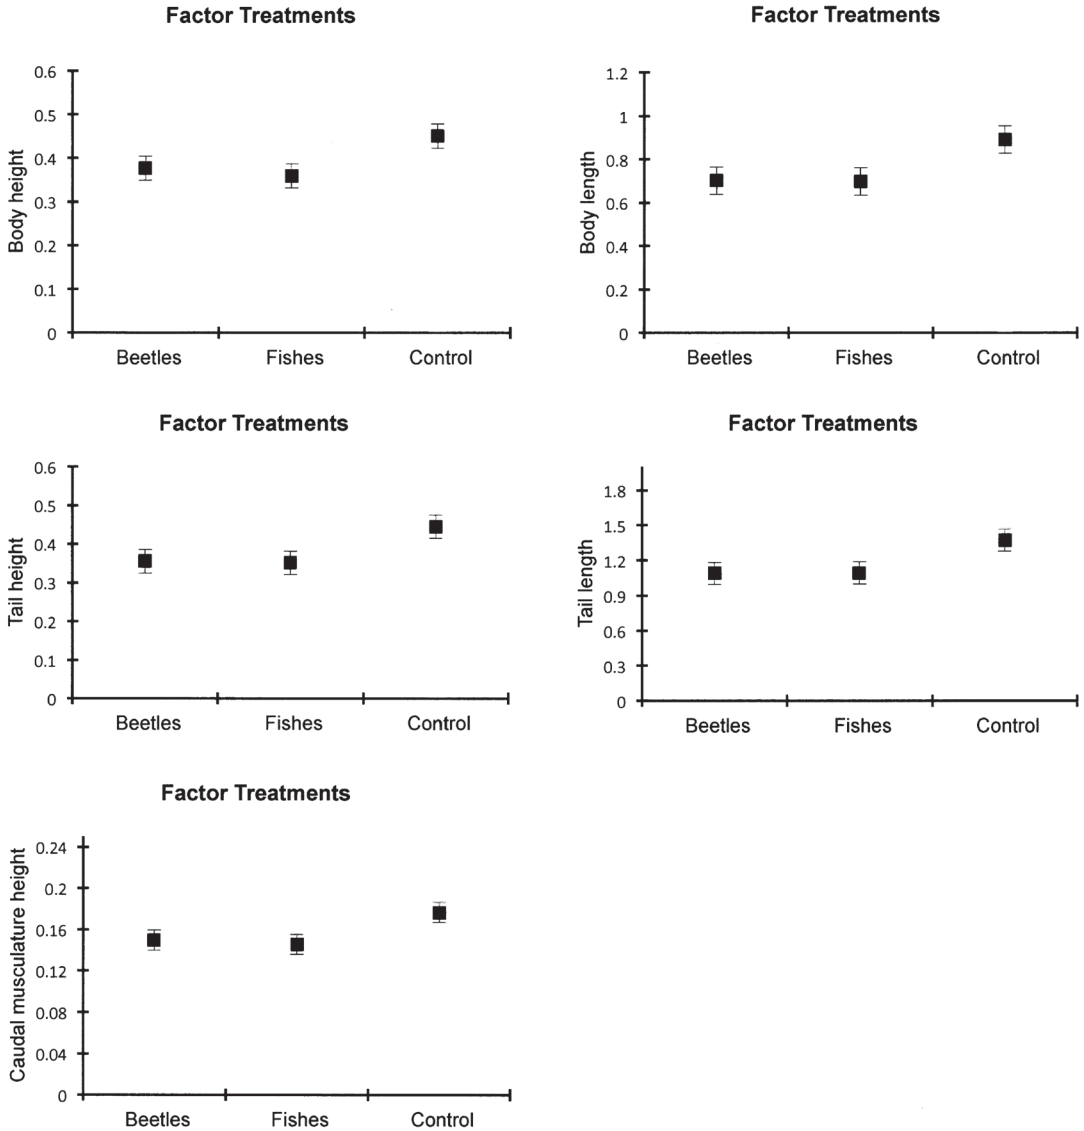 Factor Treatments
0.6
0.5
0.4
0.3
0.2
0.1
0
Body height
Beetles Fishes Control
Factor Treatments
1.2
1
0.8
0.6
0.4
0.2
0
Body length
Beetles Fishes Control
Factor Treatments
0.6
0.5
0.4
0.3
0.2
0.1
0
Tail height
Beetles Fishes Control
Factor Treatments
1.8
1.5
1.2
0.9
0.6
0.3
0
Tail length
Beetles Fishes Control
Factor Treatments
0.24
0.2
0.16
0.12
0.08
0.04
0
Caudal musculature height
Beetles Fishes Control